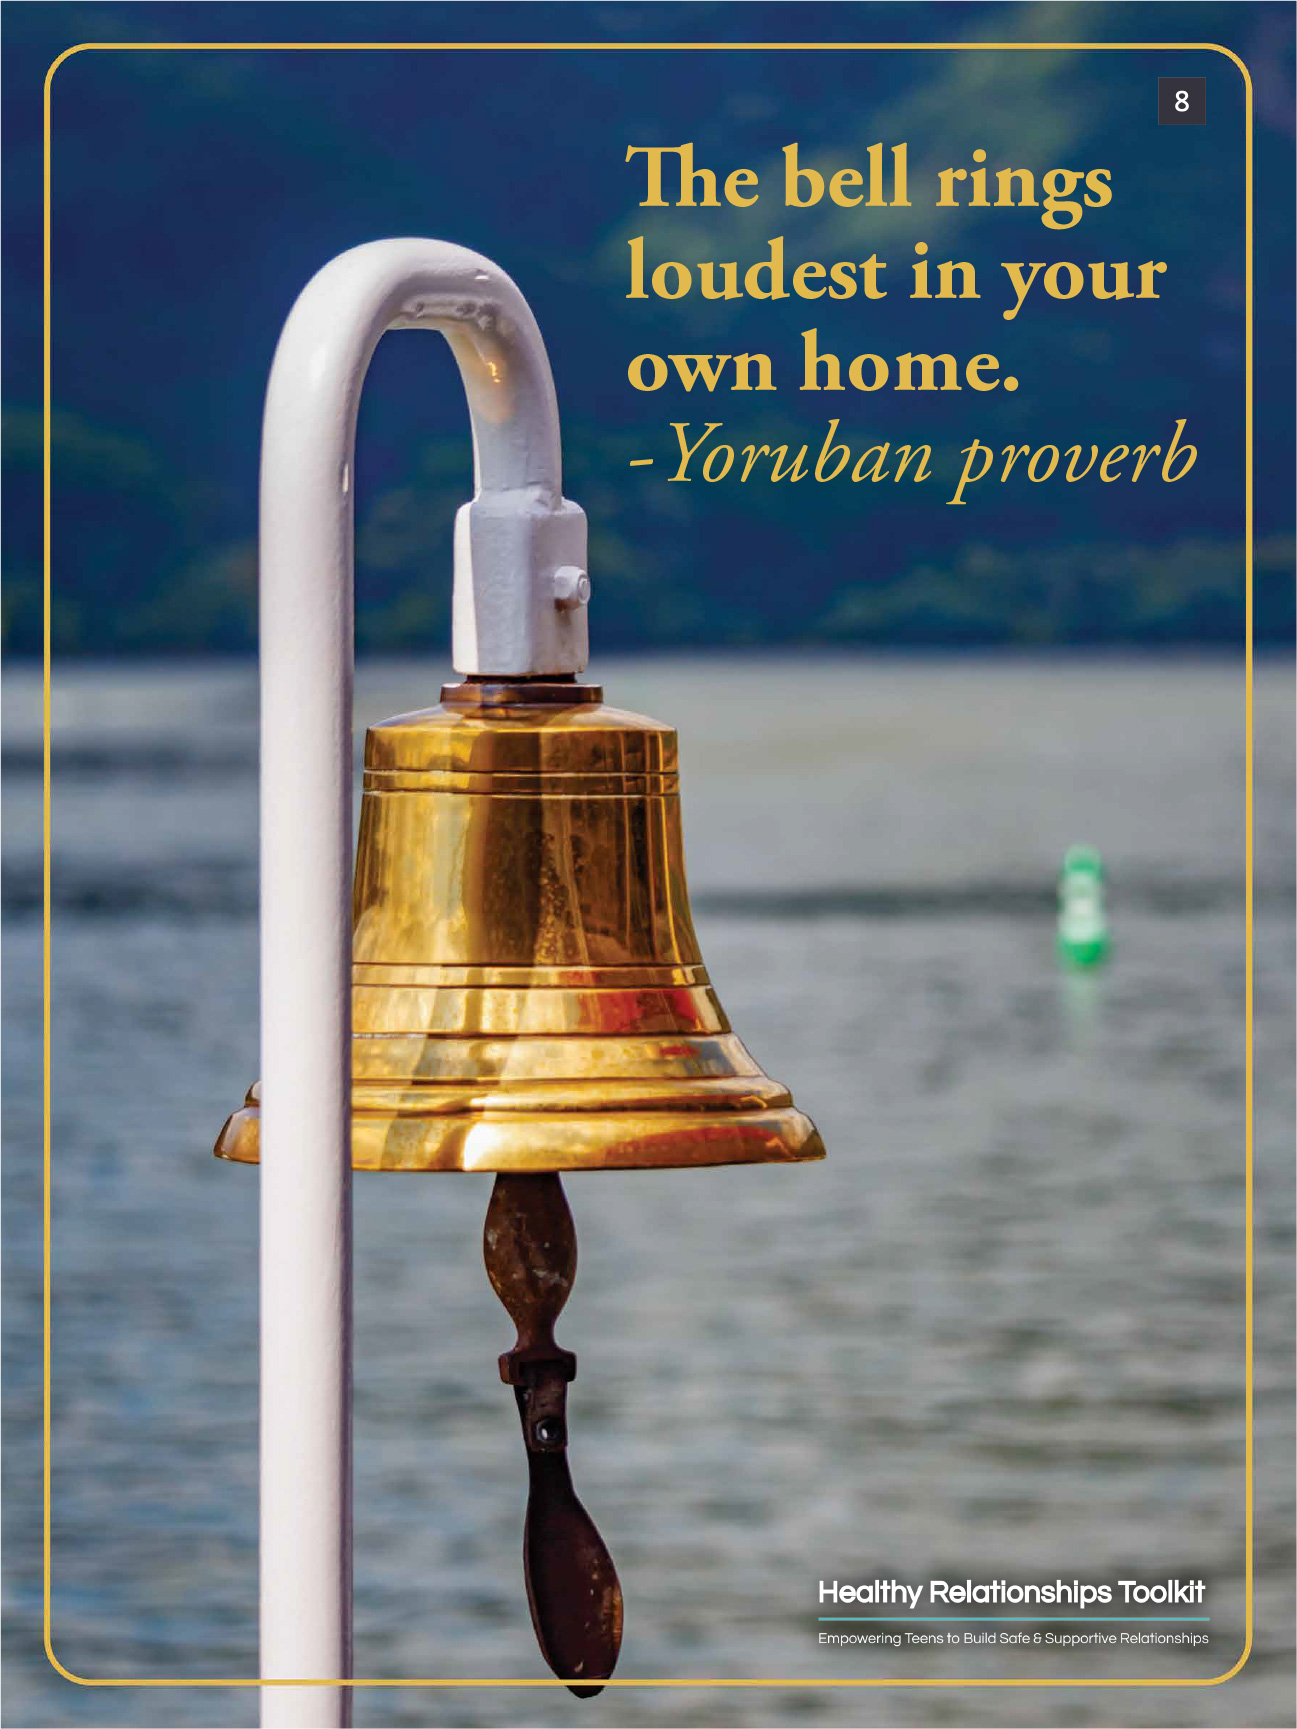 8
The bell rings
loudest in your
own home.
-Yoruban proverb
Healthy Relationships Toolkit
Empowering Teens to Build Safe & Supportive Relationships